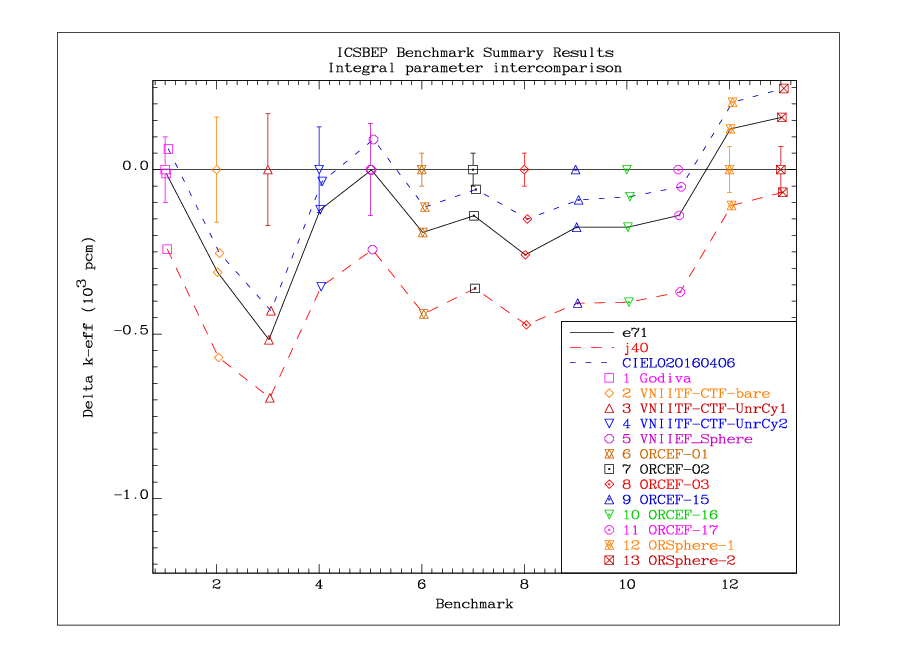 ICSBEP Benchmark Summary Results
Integral parameter intercomparison
Delta k-eff (10³ pcm)
0.0
-0.5
-1.0
e71
j40
CIELO20160406
1 Godiva
2 VNIITF-CTF-bare
3 VNIITF-CTF-UnrCy1
4 VNIITF-CTF-UnrCy2
5 VNIIEF_Sphere
6 ORCEF-01
7 ORCEF-02
8 ORCEF-03
9 ORCEF-15
10 ORCEF-16
11 ORCEF-17
12 ORSphere-1
13 ORSphere-2
2 4 6 8 10 12
Benchmark